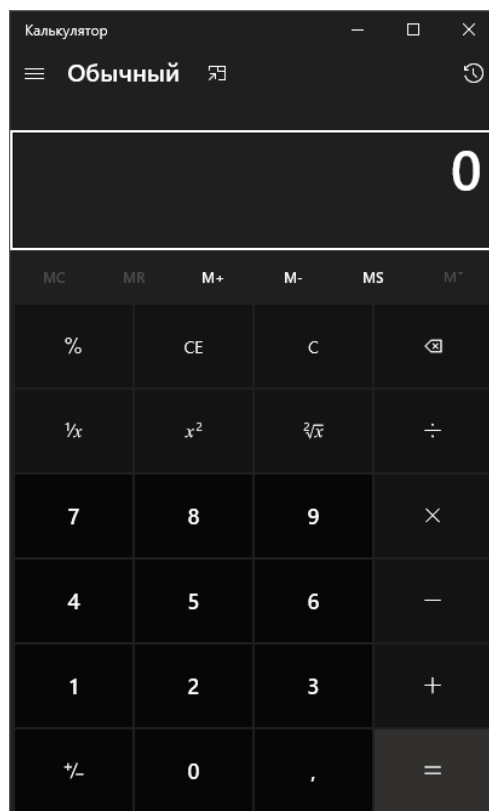 Калькулятор
Обычный
0
MC MR M+ M- MS M˅
% CE C
⅟x x² ²√x ÷
7 8 9 ×
4 5 6 −
1 2 3 +
+/− 0 , =